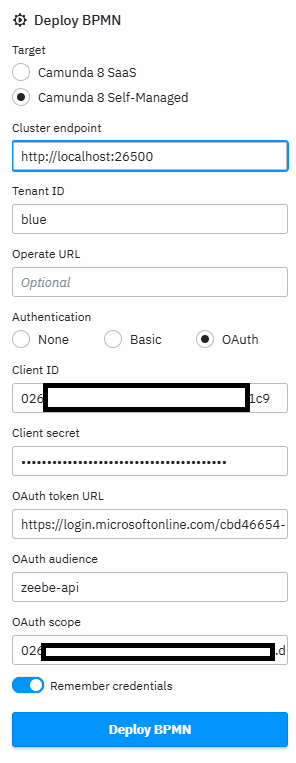 Deploy BPMN
Target
Camunda 8 SaaS
Camunda 8 Self-Managed
Cluster endpoint
http://localhost:26500
Tenant ID
blue
Operate URL
Optional
Authentication
None Basic OAuth
Client ID
026 1c9
Client secret
••••••••••••••••••••••••••••••••••••••••
OAuth token URL
https://login.microsoftonline.com/cbd46654-
OAuth audience
zeebe-api
OAuth scope
026 .d
Remember credentials
Deploy BPMN